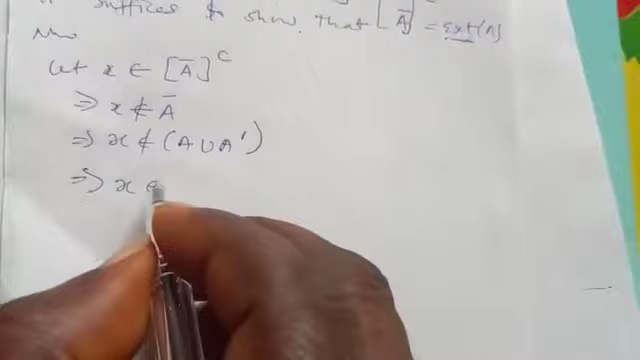 suffices to show that [Ā] = ext(A)
Now
Let x ∈ [Ā]ᶜ
⇒ x ∉ Ā
⇒ x ∉ (A ∪ A')
⇒ x